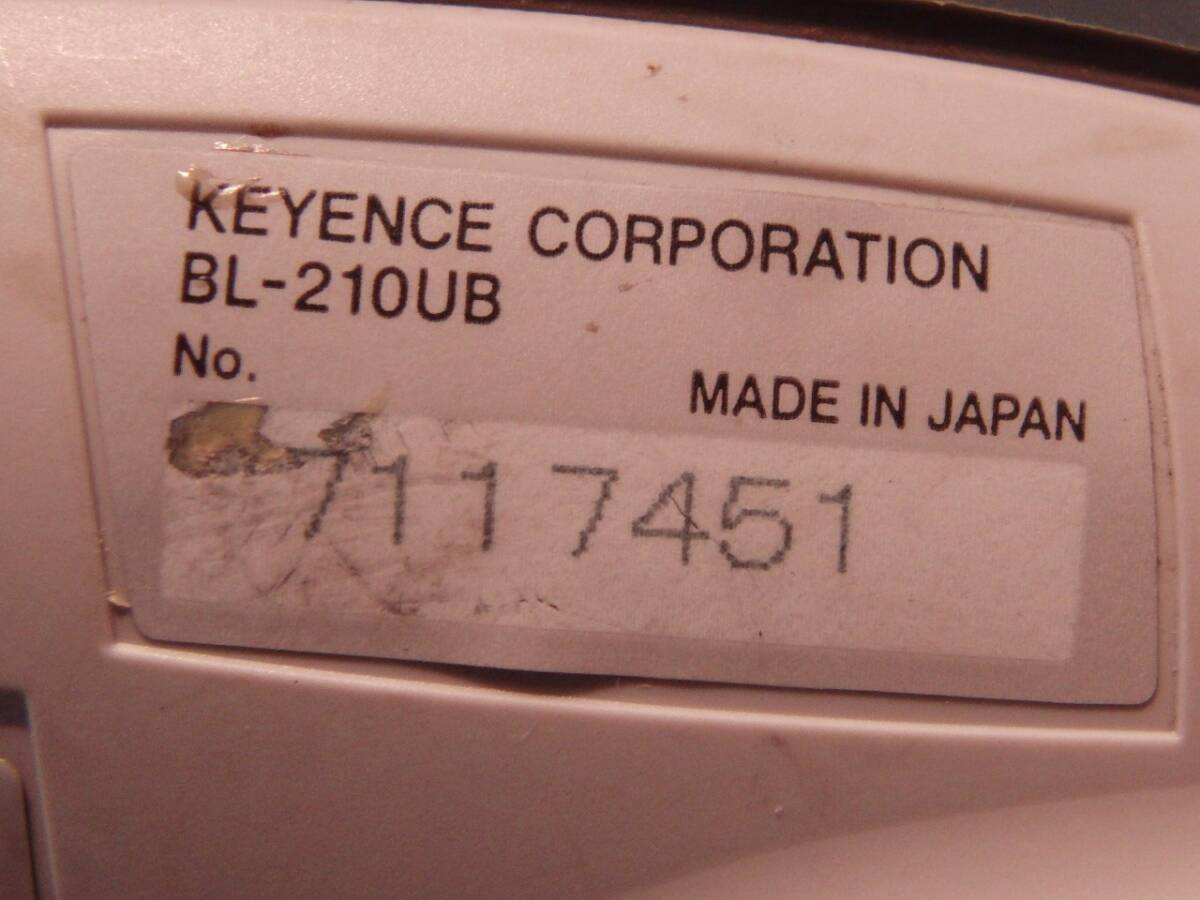 KEYENCE CORPORATION
BL-210UB
No.
MADE IN JAPAN
7117451